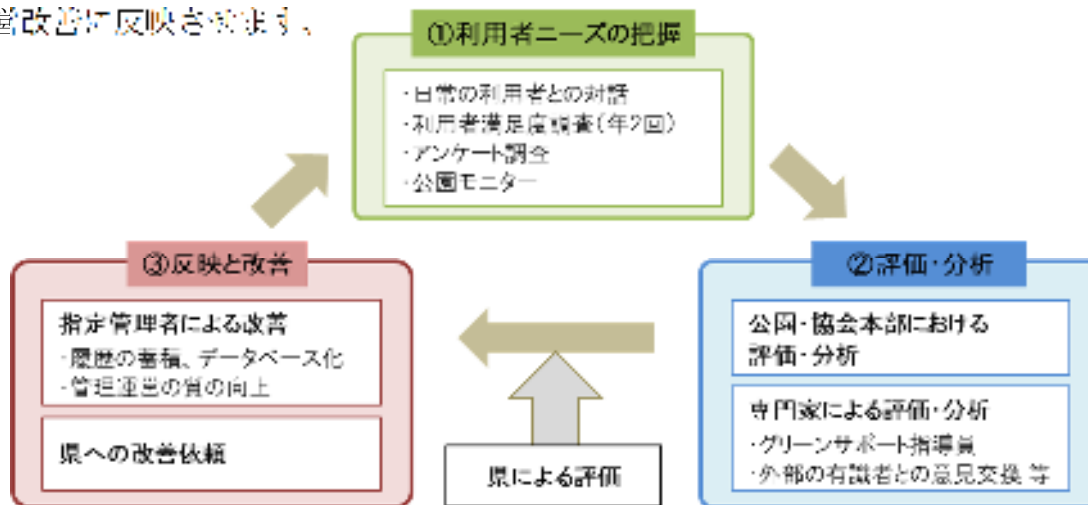 営改善に反映させます。
①利用者ニーズの把握
・日常の利用者との対話
・利用者満足度調査(年2回)
・アンケート調査
・公園モニター
②評価・分析
公園・協会本部における
評価・分析
専門家による評価・分析
・グリーンサポート指導員
・外部の有識者との意見交換 等
③反映と改善
指定管理者による改善
・履歴の蓄積、データベース化
・管理運営の質の向上
県への改善依頼
県による評価